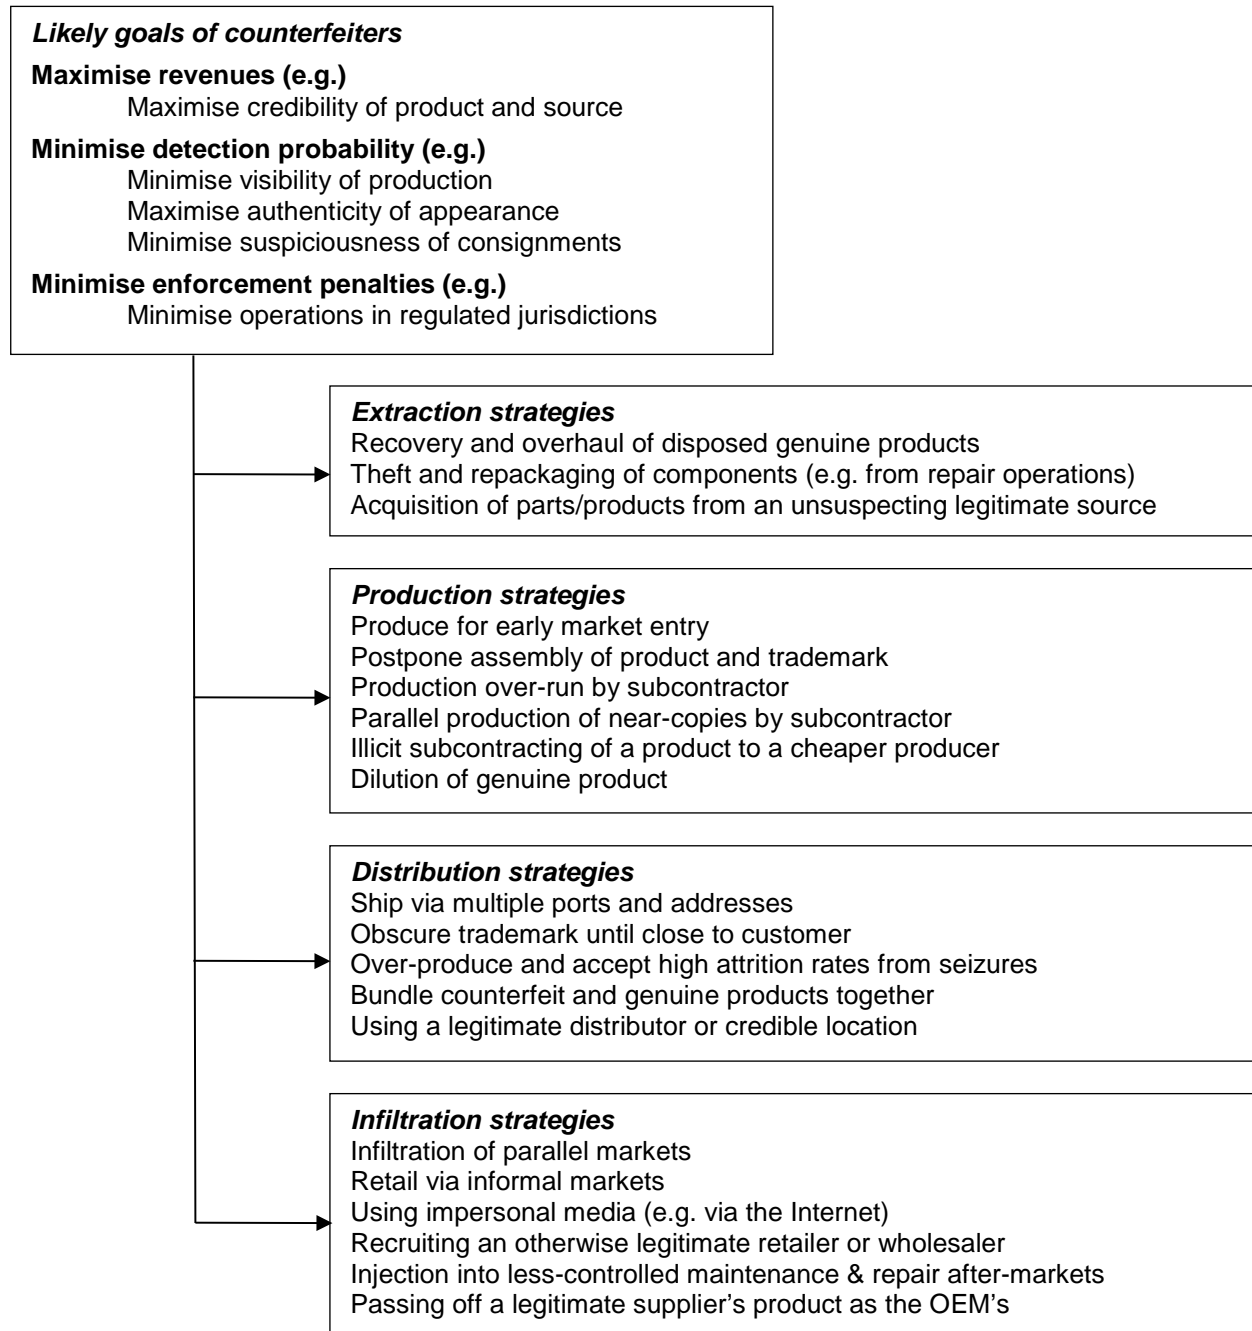 Likely goals of counterfeiters
Maximise revenues (e.g.)
Maximise credibility of product and source
Minimise detection probability (e.g.)
Minimise visibility of production
Maximise authenticity of appearance
Minimise suspiciousness of consignments
Minimise enforcement penalties (e.g.)
Minimise operations in regulated jurisdictions
Extraction strategies
Recovery and overhaul of disposed genuine products
Theft and repackaging of components (e.g. from repair operations)
Acquisition of parts/products from an unsuspecting legitimate source
Production strategies
Produce for early market entry
Postpone assembly of product and trademark
Production over-run by subcontractor
Parallel production of near-copies by subcontractor
Illicit subcontracting of a product to a cheaper producer
Dilution of genuine product
Distribution strategies
Ship via multiple ports and addresses
Obscure trademark until close to customer
Over-produce and accept high attrition rates from seizures
Bundle counterfeit and genuine products together
Using a legitimate distributor or credible location
Infiltration strategies
Infiltration of parallel markets
Retail via informal markets
Using impersonal media (e.g. via the Internet)
Recruiting an otherwise legitimate retailer or wholesaler
Injection into less-controlled maintenance & repair after-markets
Passing off a legitimate supplier's product as the OEM's